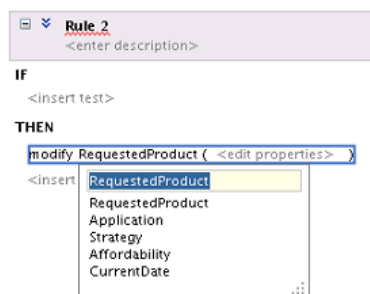 Rule 2
<enter description>
IF
<insert test>
THEN
modify RequestedProduct ( <edit properties> )
<insert
RequestedProduct
RequestedProduct
Application
Strategy
Affordability
CurrentDate